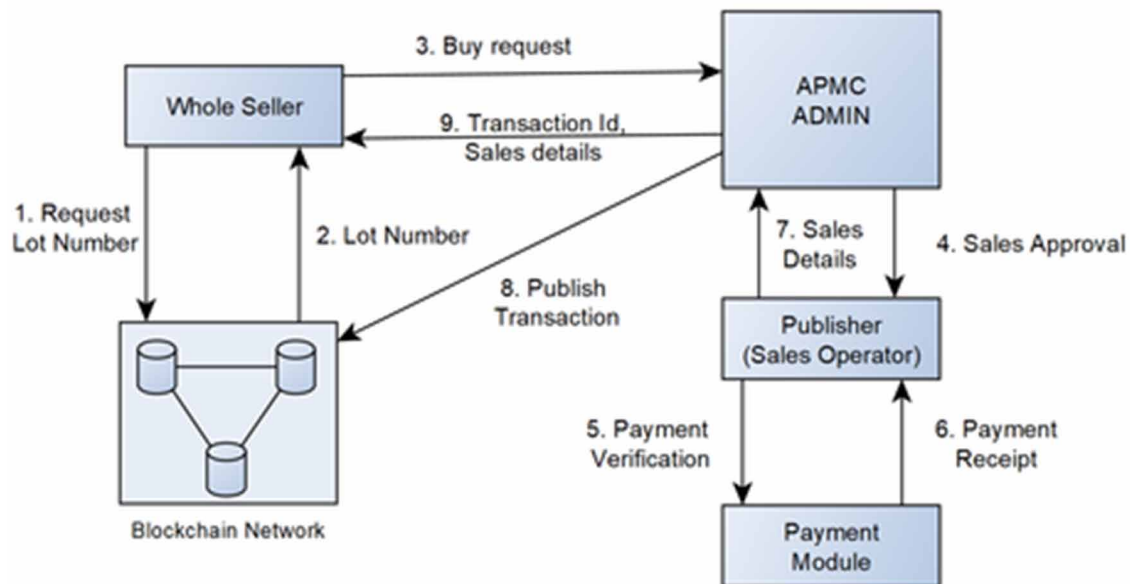 3. Buy request
Whole Seller
APMC
ADMIN
9. Transaction Id,
Sales details
1. Request
Lot Number
2. Lot Number
7. Sales
Details
4. Sales Approval
8. Publish
Transaction
Publisher
(Sales Operator)
5. Payment
Verification
6. Payment
Receipt
Blockchain Network
Payment
Module